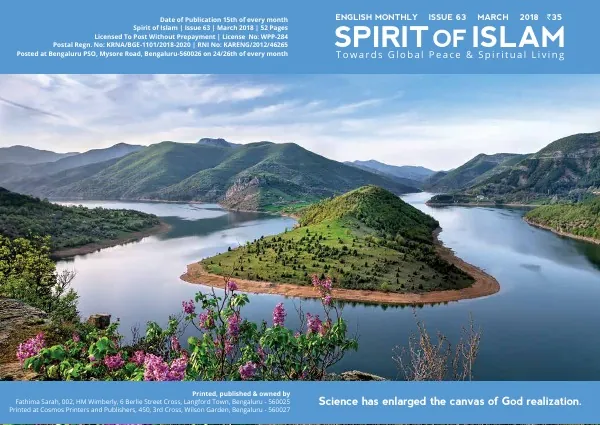 Date of Publication 15th of every month
Spirit of Islam | Issue 63 | March 2018 | 52 Pages
Licensed To Post Without Prepayment | License No: WPP-284
Postal Regn. No: KRNA/BGE-1101/2018-2020 | RNI No: KARENG/2012/46265
Posted at Bengaluru PSO, Mysore Road, Bengaluru-560026 on 24/26th of every month
ENGLISH MONTHLY ISSUE 63 MARCH 2018 ₹35
SPIRIT OF ISLAM
Towards Global Peace & Spiritual Living
Printed, published & owned by
Fathima Sarah, 002, HM Wimberly, 6 Berlie Street Cross, Langford Town, Bengaluru - 560025
Printed at Cosmos Printers and Publishers, 450, 3rd Cross, Wilson Garden, Bengaluru - 560027
Science has enlarged the canvas of God realization.